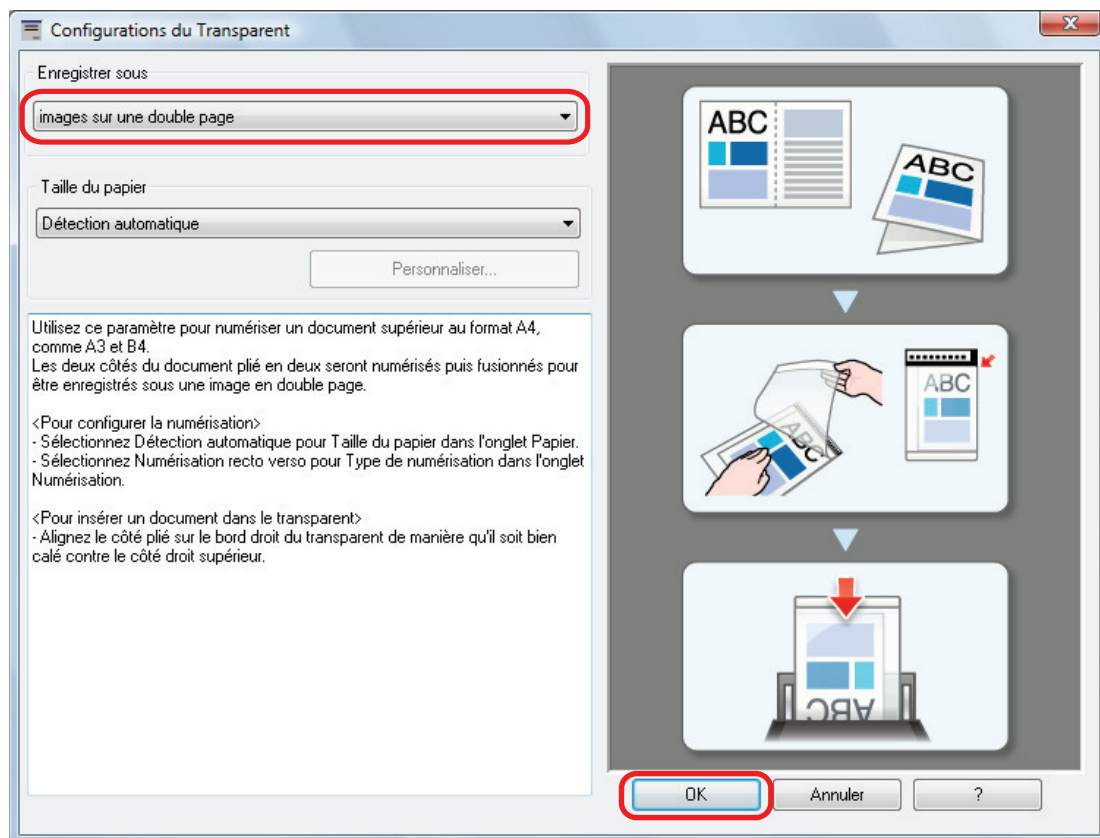 Configurations du Transparent
Enregistrer sous
images sur une double page
Taille du papier
Détection automatique
Personnaliser...
Utilisez ce paramètre pour numériser un document supérieur au format A4,
comme A3 et B4.
Les deux côtés du document plié en deux seront numérisés puis fusionnés pour
être enregistrés sous une image en double page.
<Pour configurer la numérisation>
- Sélectionnez Détection automatique pour Taille du papier dans l'onglet Papier.
- Sélectionnez Numérisation recto verso pour Type de numérisation dans l'onglet
Numérisation.
<Pour insérer un document dans le transparent>
- Alignez le côté plié sur le bord droit du transparent de manière qu'il soit bien
calé contre le côté droit supérieur.
ABC
ABC
ABC
ABC
ABC
OK
Annuler
?